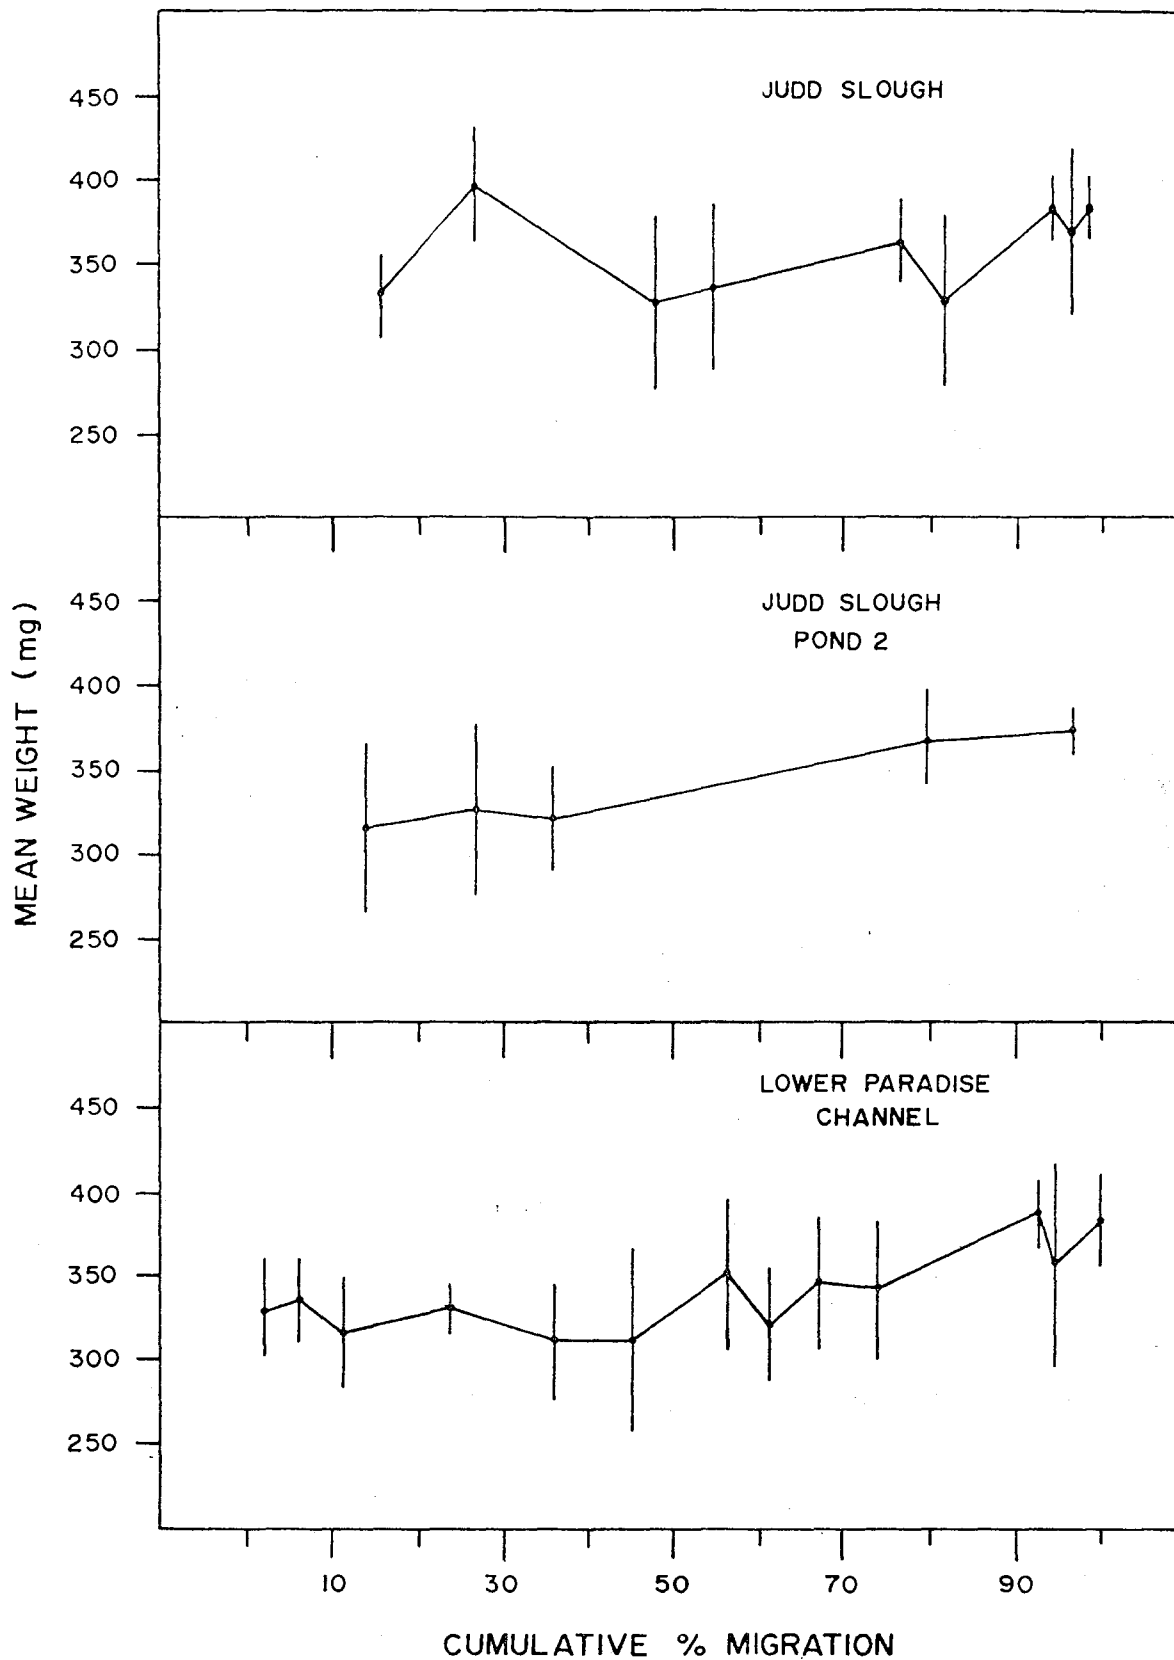 JUDD SLOUGH
450
400
350
300
250
JUDD SLOUGH
POND 2
450
400
350
300
250
MEAN WEIGHT (mg)
LOWER PARADISE
CHANNEL
450
400
350
300
250
10 30 50 70 90
CUMULATIVE % MIGRATION